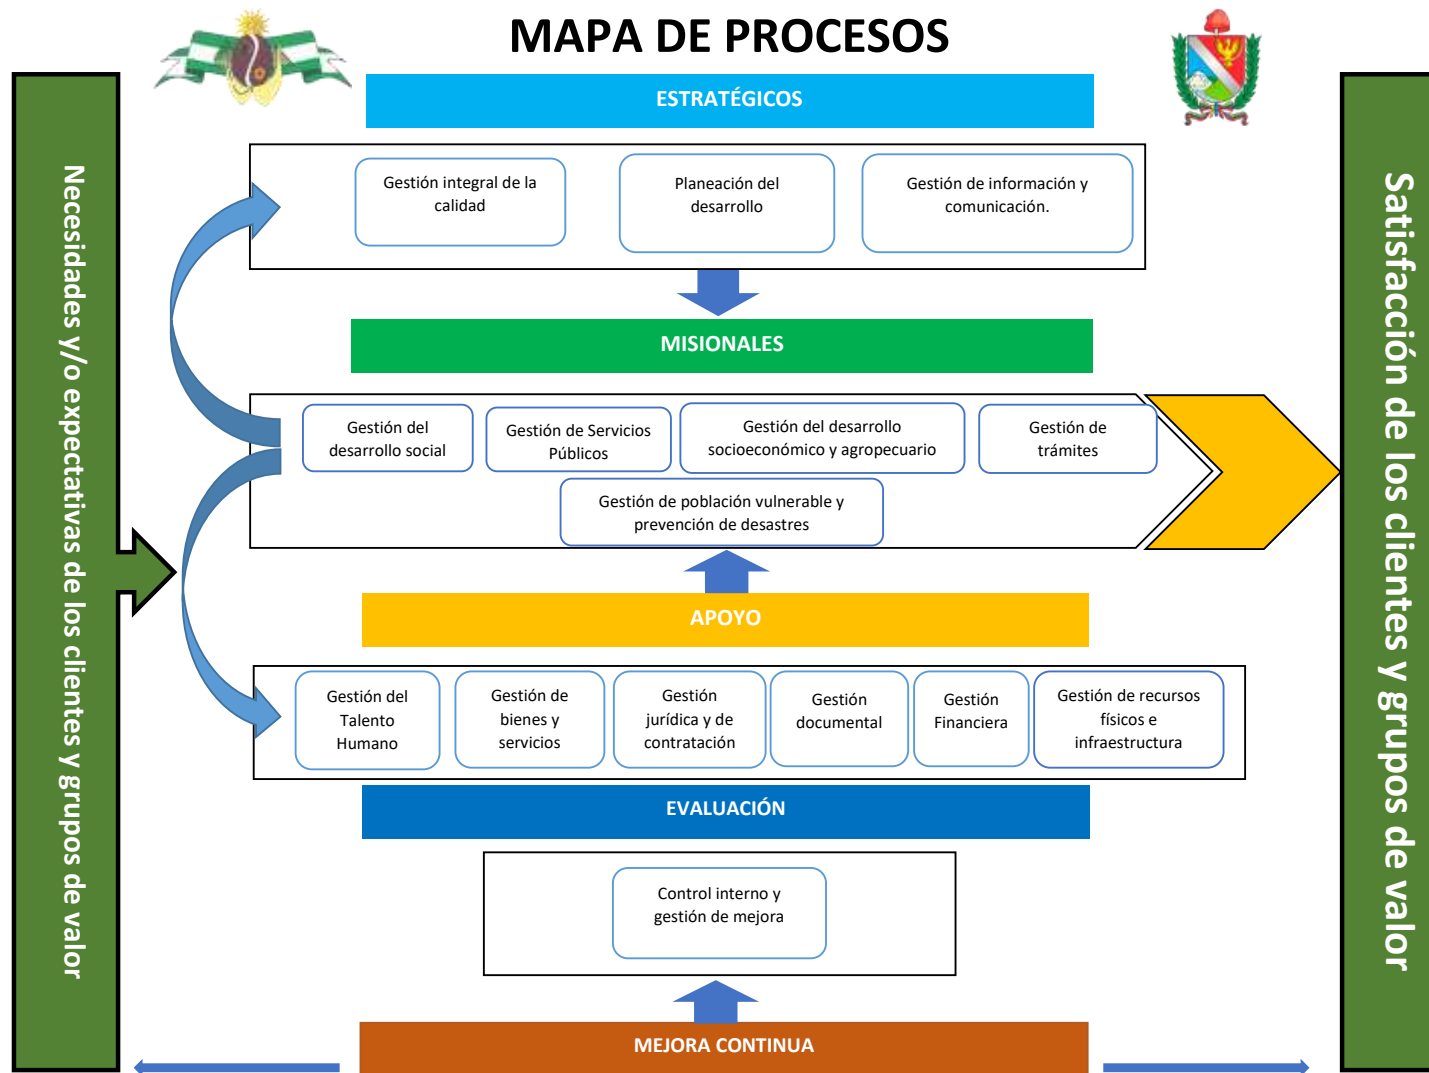 MAPA DE PROCESOS
ESTRATÉGICOS
Gestión integral de la
calidad
Planeación del
desarrollo
Gestión de información y
comunicación.
MISIONALES
Gestión del
desarrollo social
Gestión de Servicios
Públicos
Gestión del desarrollo
socioeconómico y agropecuario
Gestión de
trámites
Gestión de población vulnerable y
prevención de desastres
APOYO
Gestión del
Talento
Humano
Gestión de
bienes y
servicios
Gestión
jurídica y de
contratación
Gestión
documental
Gestión
Financiera
Gestión de recursos
físicos e
infraestructura
EVALUACIÓN
Control interno y
gestión de mejora
MEJORA CONTINUA
Necesidades y/o expectativas de los clientes y grupos de valor
Satisfacción de los clientes y grupos de valor